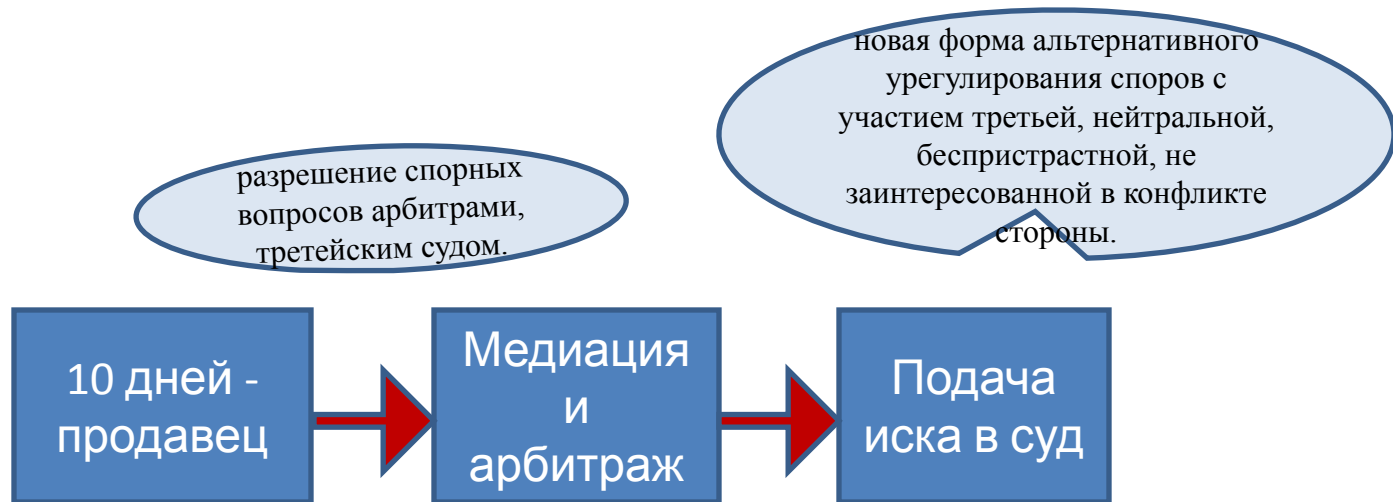 новая форма альтернативного
урегулирования споров с
участием третьей, нейтральной,
беспристрастной, не
заинтересованной в конфликте
стороны.
разрешение спорных
вопросов арбитрами,
третейским судом.
10 дней -
продавец
Медиация
и
арбитраж
Подача
иска в суд